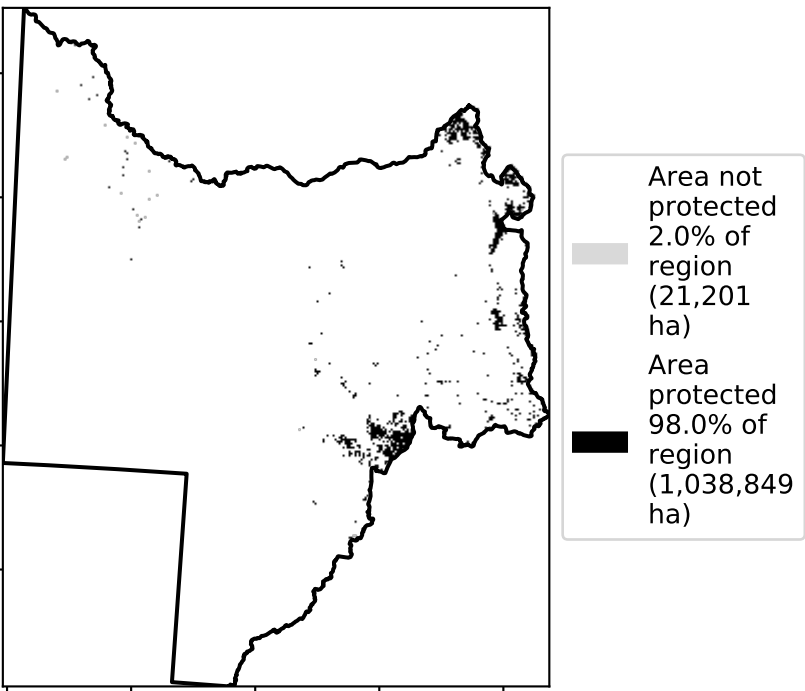 Area not
protected
2.0% of
region
(21,201
ha)
Area
protected
98.0% of
region
(1,038,849
ha)